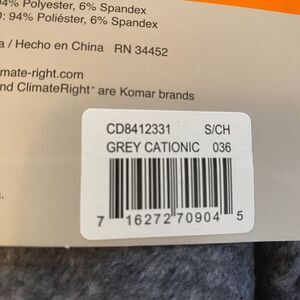 94% Polyester, 6% Spandex
: 94% Poliéster, 6% Spandex
/ Hecho en China RN 34452
mate-right.com
nd ClimateRight are Komar brands
CD8412331 S/CH
GREY CATIONIC 036
7 16272 70904 5